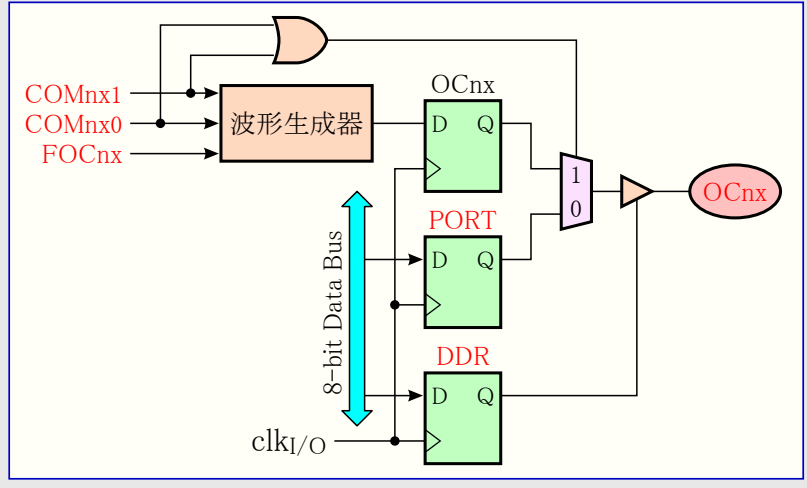 OCnx
COMnx1
COMnx0
FOCnx
波形生成器
D Q
1
0
OCnx
PORT
D Q
8-bit Data Bus
DDR
D Q
clkI/O